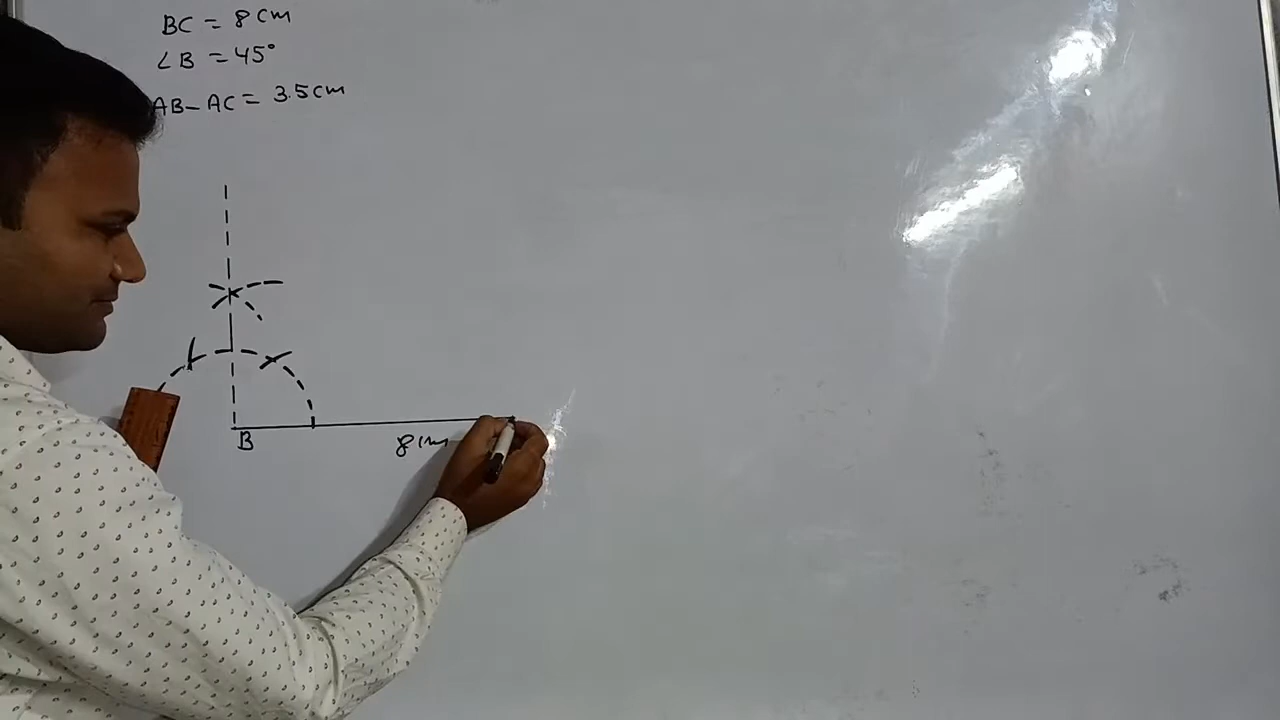 BC = 8 cm
∠B = 45°
AB - AC = 3.5 cm
B
8 cm